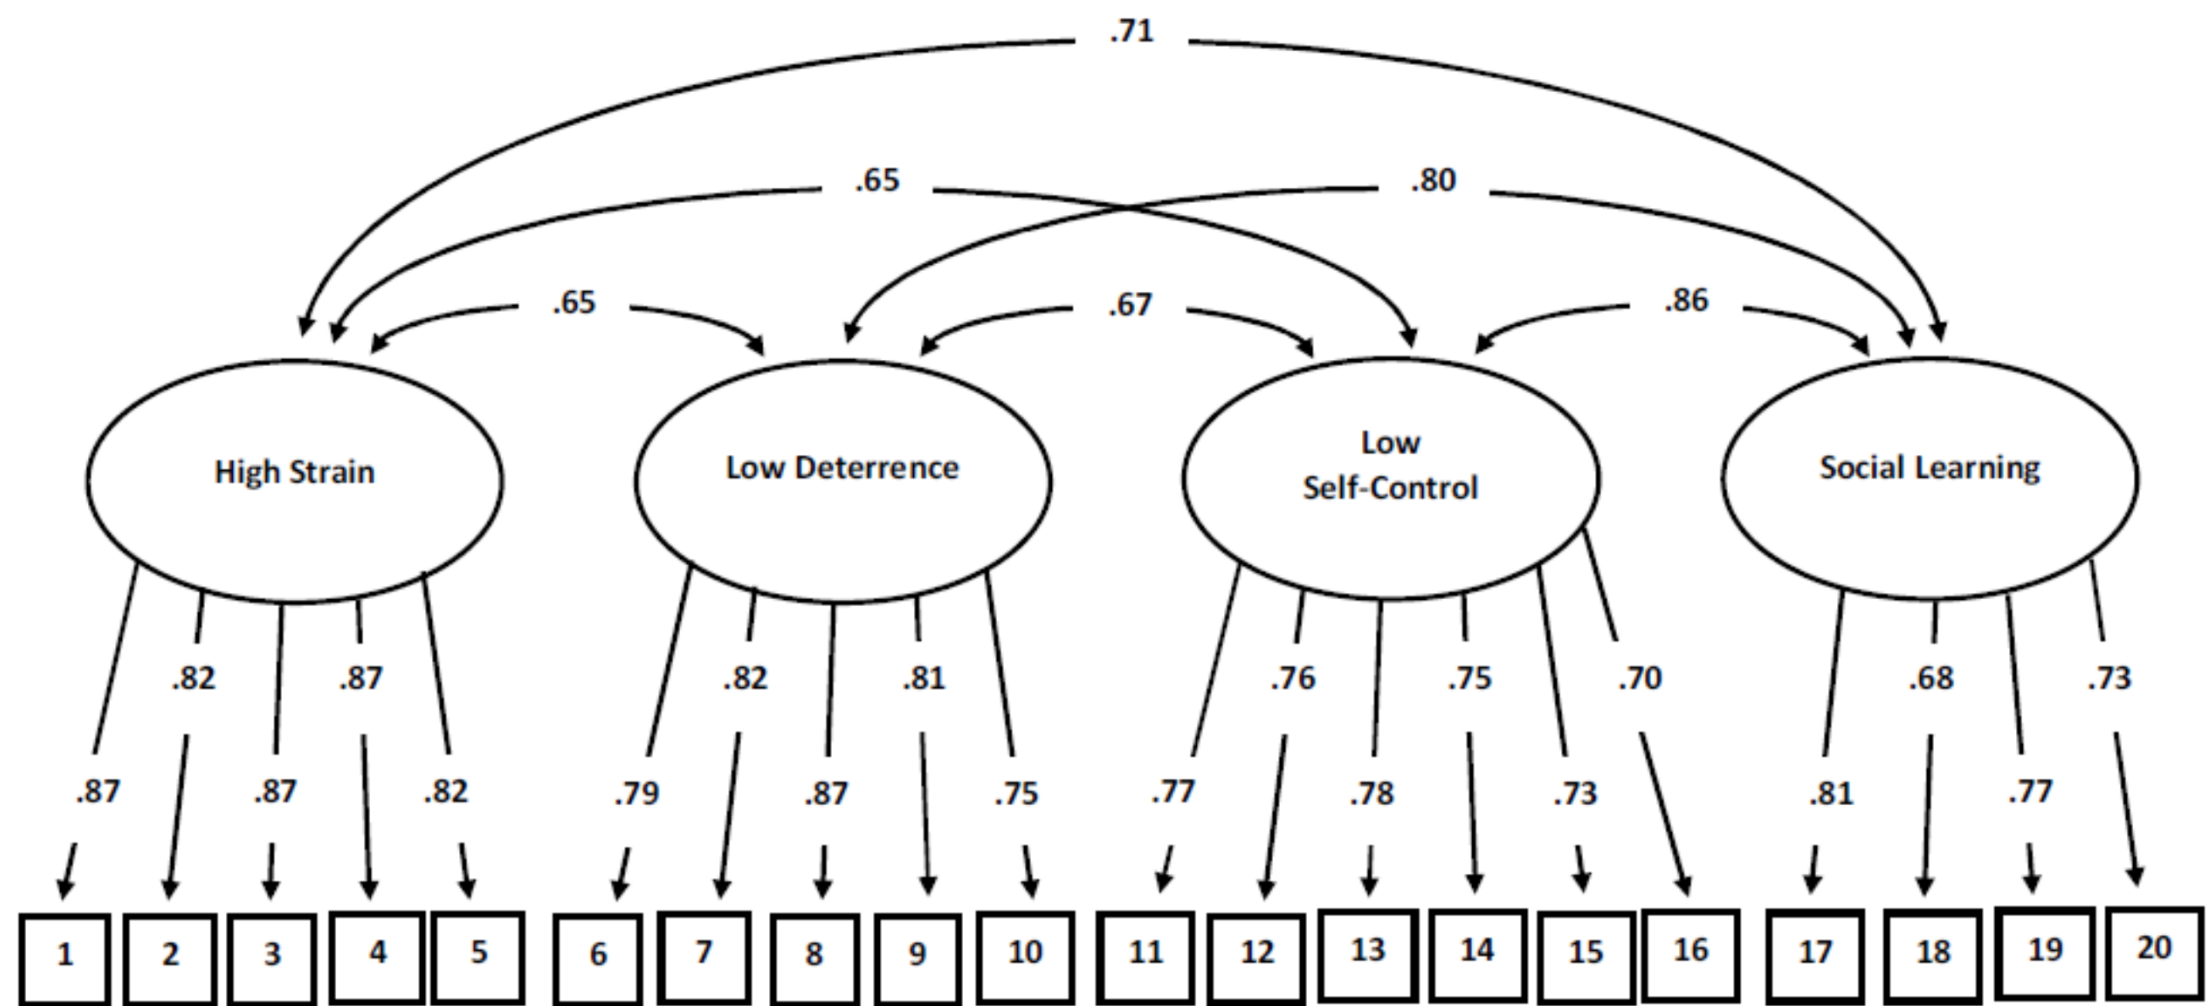 .71
.65 .80
.65 .67 .86
High Strain
Low Deterrence
Low
Self-Control
Social Learning
.82 .87 .82 .81 .76 .75 .70 .68 .73
.87 .87 .82 .79 .87 .75 .77 .78 .73 .81 .77
1 2 3 4 5 6 7 8 9 10 11 12 13 14 15 16 17 18 19 20